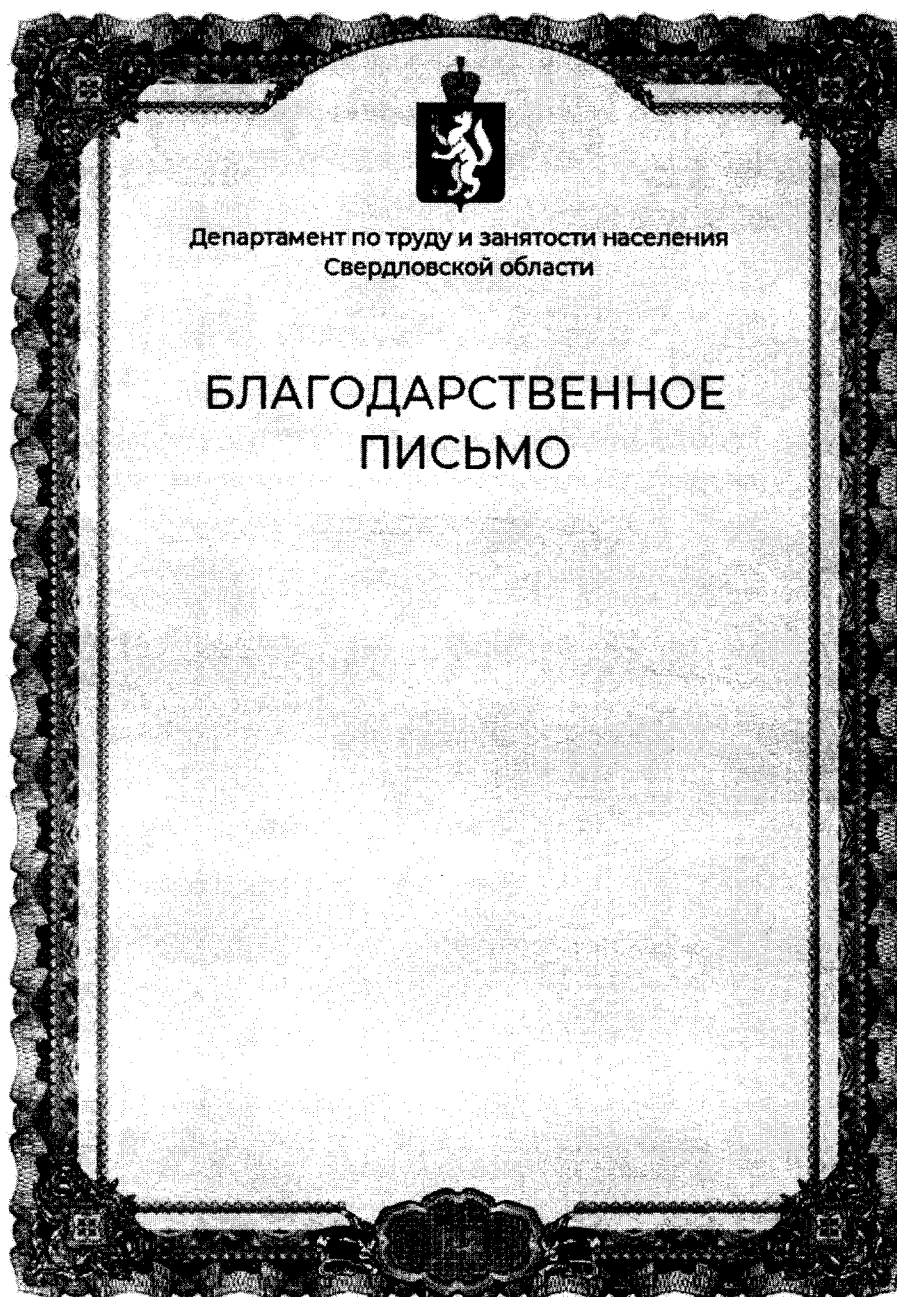 Департамент по труду и занятости населения
Свердловской области
БЛАГОДАРСТВЕННОЕ
ПИСЬМО